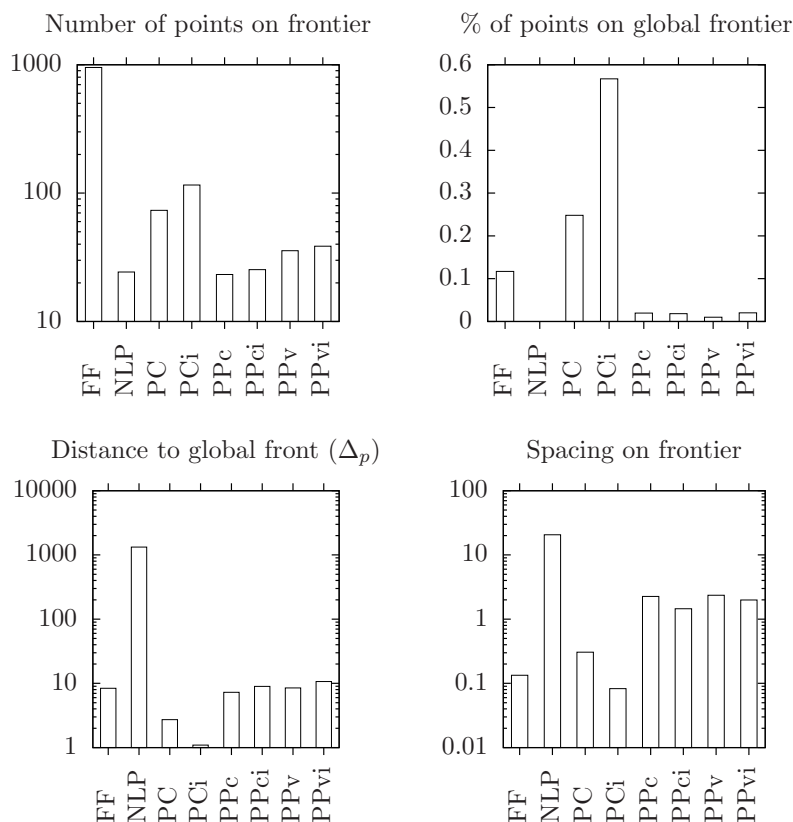 Number of points on frontier
1000
100
10
FF NLP PC PCi PPc PPci PPv PPvi
% of points on global frontier
0.6
0.5
0.4
0.3
0.2
0.1
0
FF NLP PC PCi PPc PPci PPv PPvi
Distance to global front (Δp)
10000
1000
100
10
1
FF NLP PC PCi PPc PPci PPv PPvi
Spacing on frontier
100
10
1
0.1
0.01
FF NLP PC PCi PPc PPci PPv PPvi